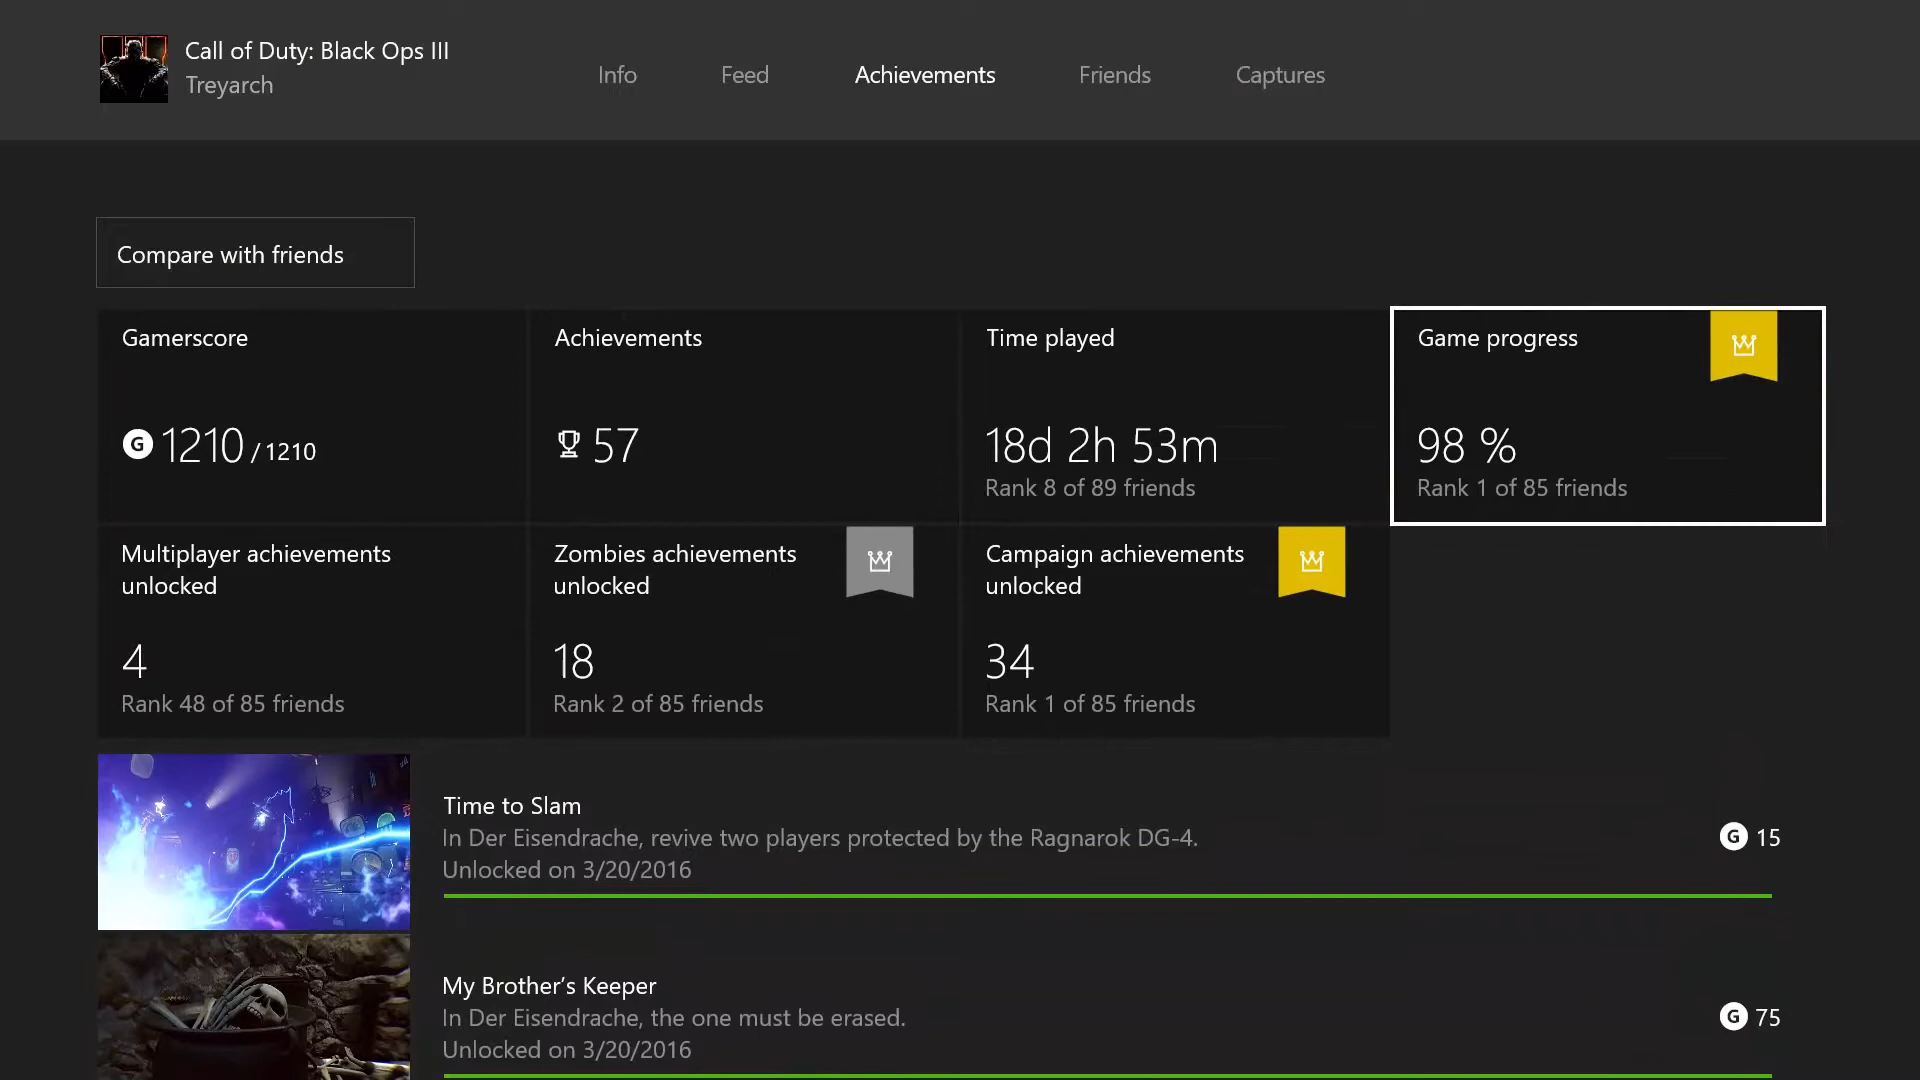 Call of Duty: Black Ops III
Treyarch
Info
Feed
Achievements
Friends
Captures
Compare with friends
Gamerscore
G 1210 / 1210
Achievements
57
Time played
18d 2h 53m
Rank 8 of 89 friends
Game progress
98 %
Rank 1 of 85 friends
Multiplayer achievements
unlocked
4
Rank 48 of 85 friends
Zombies achievements
unlocked
18
Rank 2 of 85 friends
Campaign achievements
unlocked
34
Rank 1 of 85 friends
Time to Slam
In Der Eisendrache, revive two players protected by the Ragnarok DG-4.
Unlocked on 3/20/2016
G 15
My Brother’s Keeper
In Der Eisendrache, the one must be erased.
Unlocked on 3/20/2016
G 75